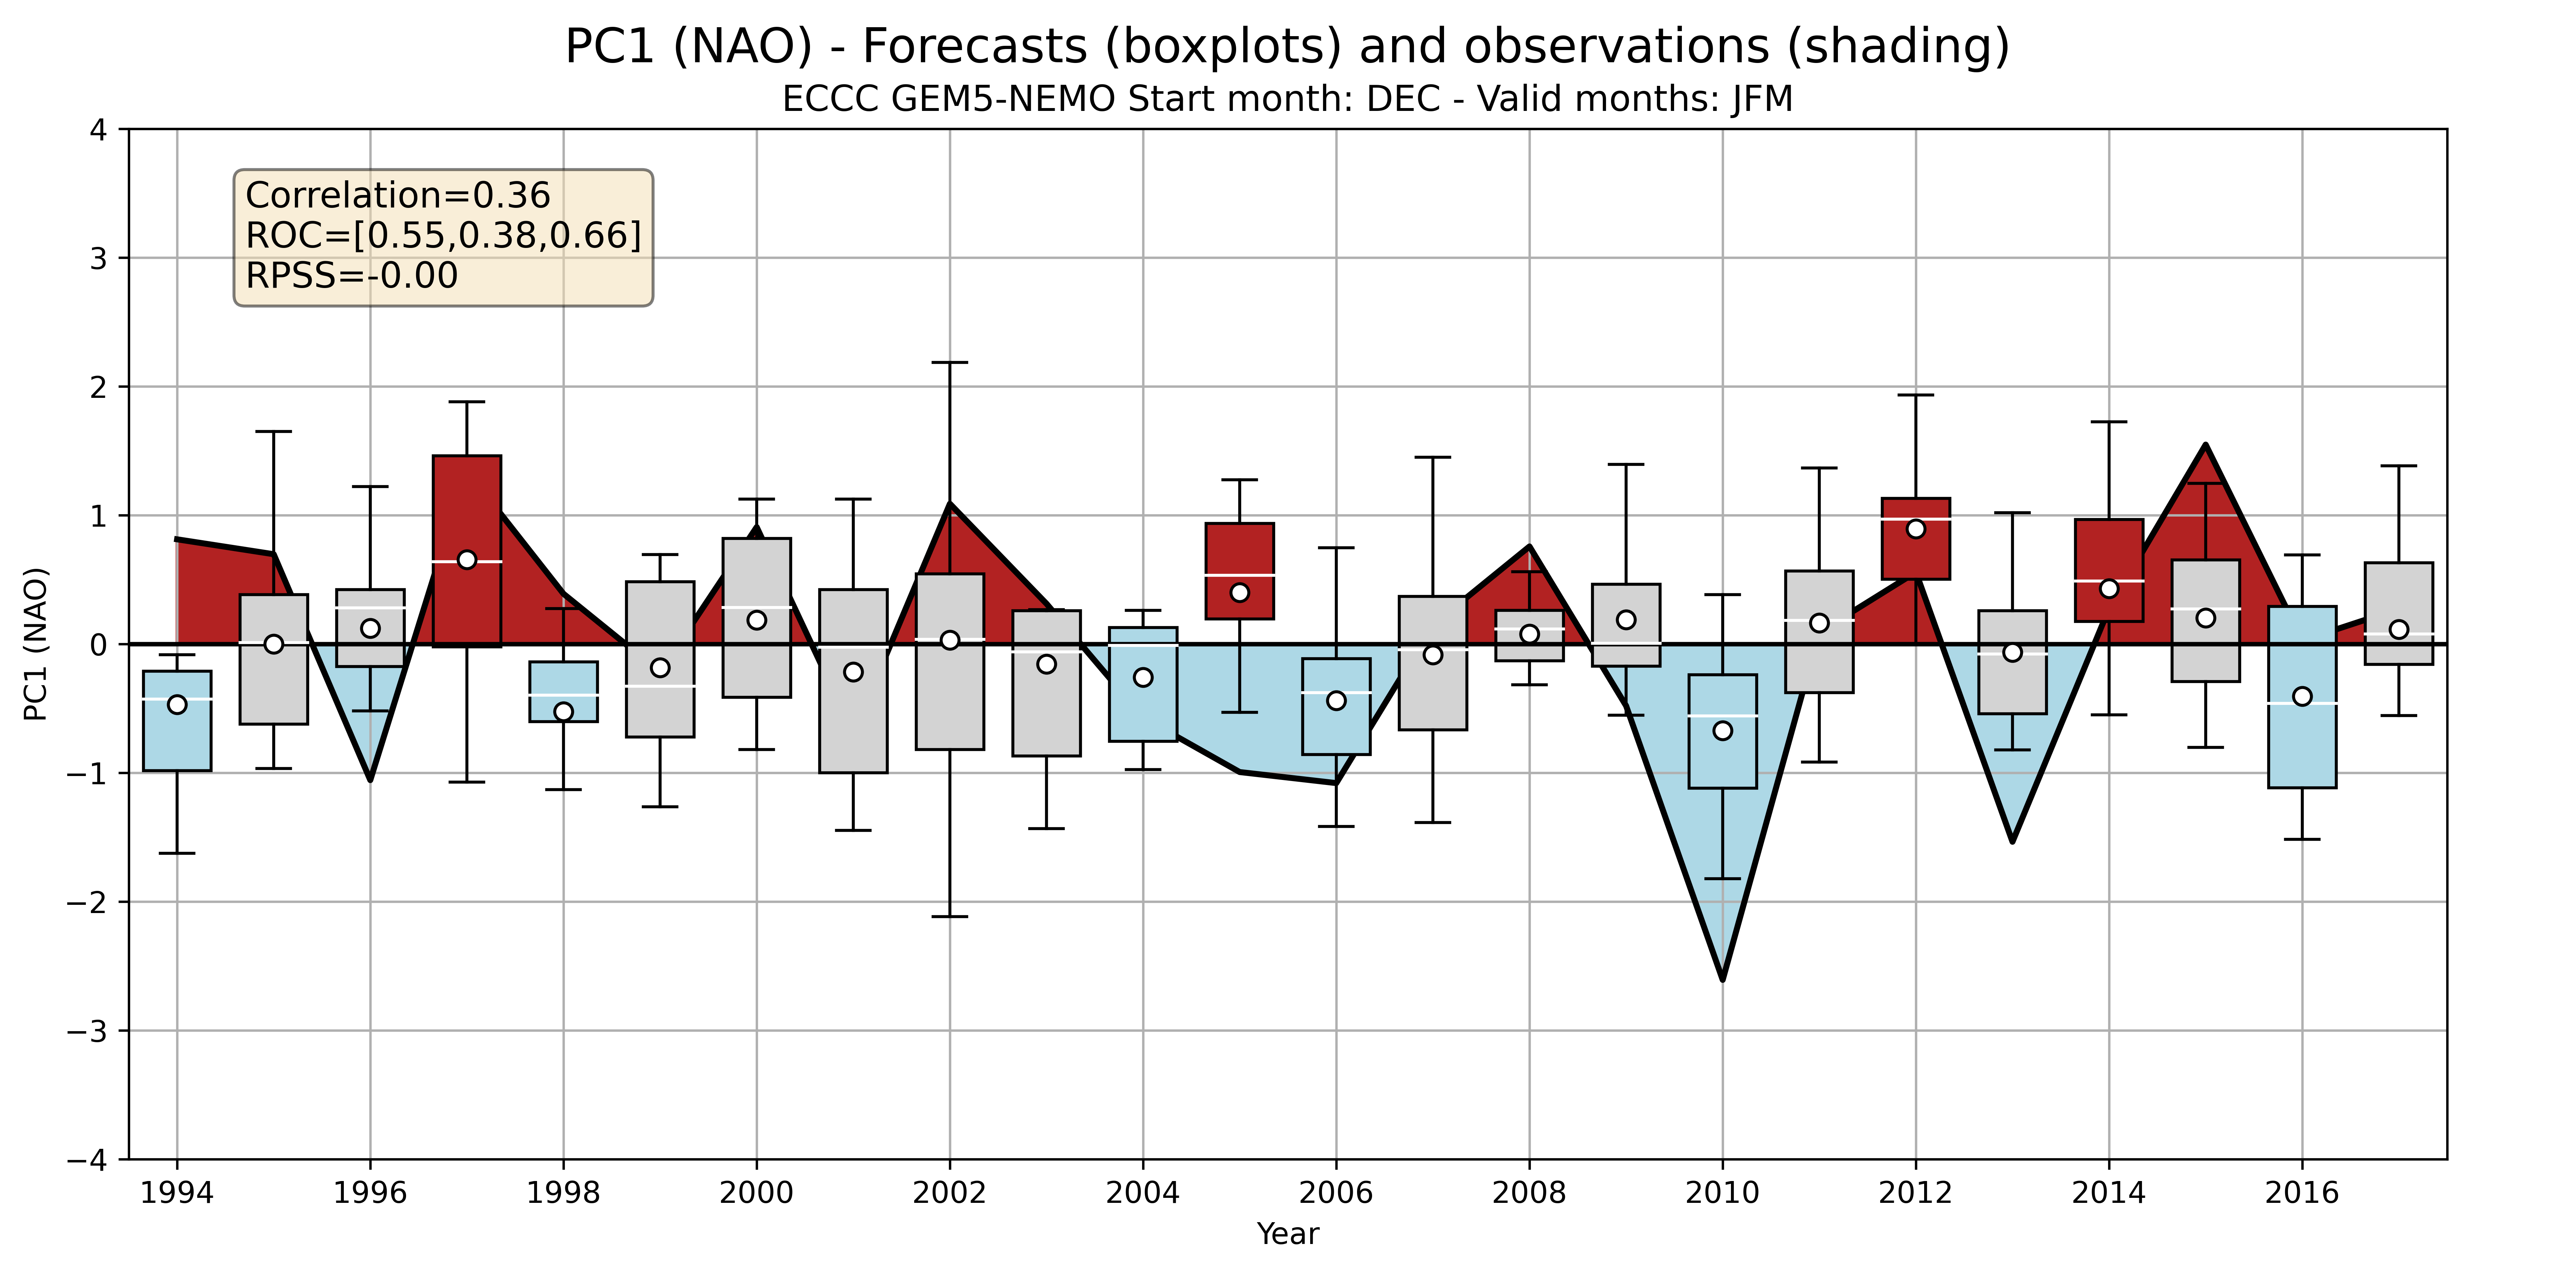 PC1 (NAO) - Forecasts (boxplots) and observations (shading)
ECCC GEM5-NEMO Start month: DEC - Valid months: JFM
Correlation=0.36
ROC=[0.55,0.38,0.66]
RPSS=-0.00
PC1 (NAO)
4
3
2
1
0
−1
−2
−3
−4
1994 1996 1998 2000 2002 2004 2006 2008 2010 2012 2014 2016
Year